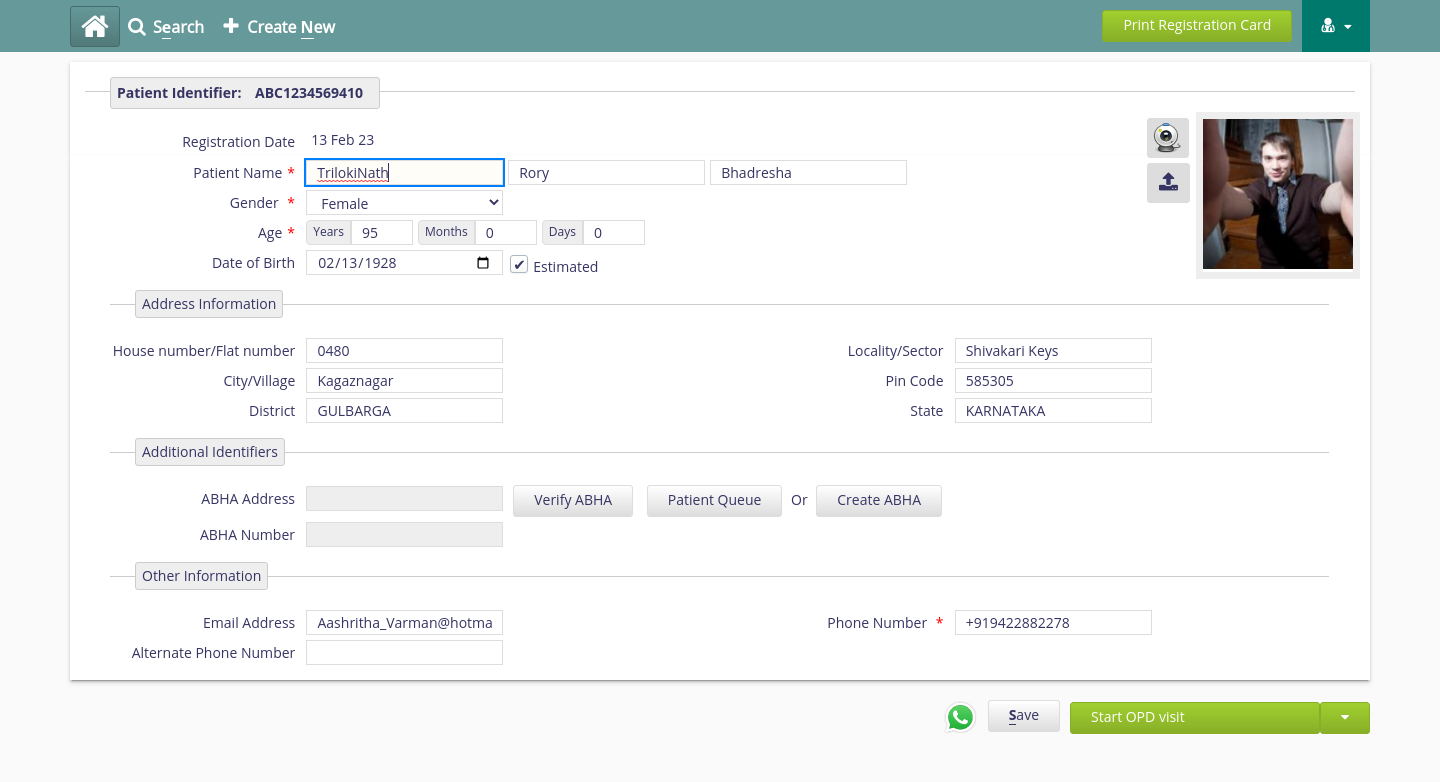 Search Create New Print Registration Card
Patient Identifier: ABC1234569410
Registration Date 13 Feb 23
Patient Name * TrilokiNath Rory Bhadresha
Gender * Female
Age * Years 95 Months 0 Days 0
Date of Birth 02/13/1928 ✔ Estimated
Address Information
House number/Flat number 0480 Locality/Sector Shivakari Keys
City/Village Kagaznagar Pin Code 585305
District GULBARGA State KARNATAKA
Additional Identifiers
ABHA Address Verify ABHA Patient Queue Or Create ABHA
ABHA Number
Other Information
Email Address Aashritha_Varman@hotma Phone Number * +919422882278
Alternate Phone Number
Save Start OPD visit